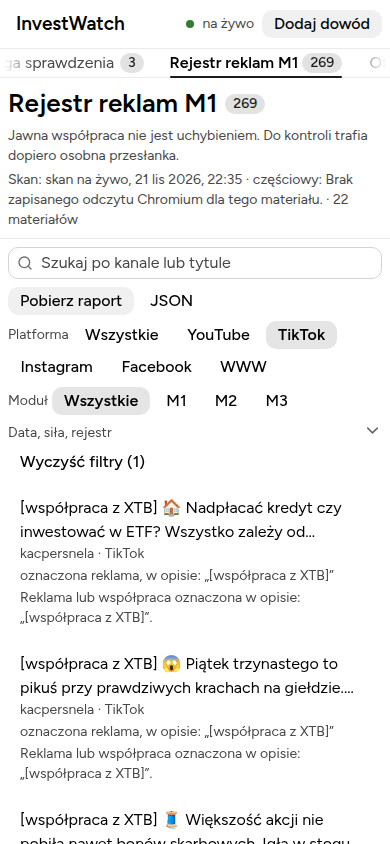 InvestWatch
na żywo
Dodaj dowód
ga sprawdzenia 3
Rejestr reklam M1 269
Rejestr reklam M1 269
Jawna współpraca nie jest uchybieniem. Do kontroli trafia
dopiero osobna przesłanka.
Skan: skan na żywo, 21 lis 2026, 22:35 · częściowy: Brak
zapisanego odczytu Chromium dla tego materiału. · 22
materiałów
Szukaj po kanale lub tytule
Pobierz raport JSON
Platforma Wszystkie YouTube TikTok
Instagram Facebook WWW
Moduł Wszystkie M1 M2 M3
Data, siła, rejestr
Wyczyść filtry (1)
[współpraca z XTB] 🏠 Nadpłacać kredyt czy
inwestować w ETF? Wszystko zależy od…
kacpersnela · TikTok
oznaczona reklama, w opisie: „[współpraca z XTB]”
Reklama lub współpraca oznaczona w opisie:
„[współpraca z XTB]”.
[współpraca z XTB] 😱 Piątek trzynastego to
pikuś przy prawdziwych krachach na giełdzie.…
kacpersnela · TikTok
oznaczona reklama, w opisie: „[współpraca z XTB]”
Reklama lub współpraca oznaczona w opisie:
„[współpraca z XTB]”.
[współpraca z XTB] 🧵 Większość akcji nie
pobiła nawet bonów skarbowych. Igła w stogu